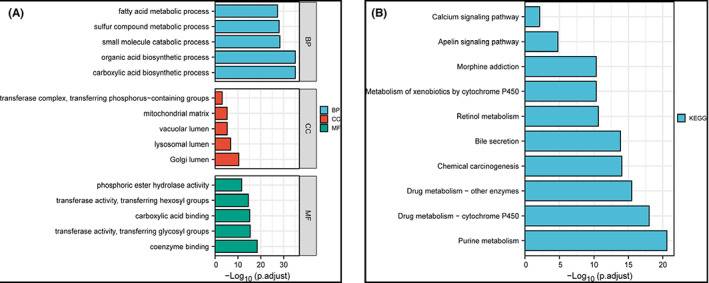 (A)
fatty acid metabolic process
sulfur compound metabolic process
small molecule catabolic process
organic acid biosynthetic process
carboxylic acid biosynthetic process
BP
transferase complex, transferring phosphorus−containing groups
mitochondrial matrix
vacuolar lumen
lysosomal lumen
Golgi lumen
CC
phosphoric ester hydrolase activity
transferase activity, transferring hexosyl groups
carboxylic acid binding
transferase activity, transferring glycosyl groups
coenzyme binding
MF
0 10 20 30
−Log10 (p.adjust)
BP
CC
MF
(B)
Calcium signaling pathway
Apelin signaling pathway
Morphine addiction
Metabolism of xenobiotics by cytochrome P450
Retinol metabolism
Bile secretion
Chemical carcinogenesis
Drug metabolism − other enzymes
Drug metabolism − cytochrome P450
Purine metabolism
0 5 10 15 20
−Log10 (p.adjust)
KEGG